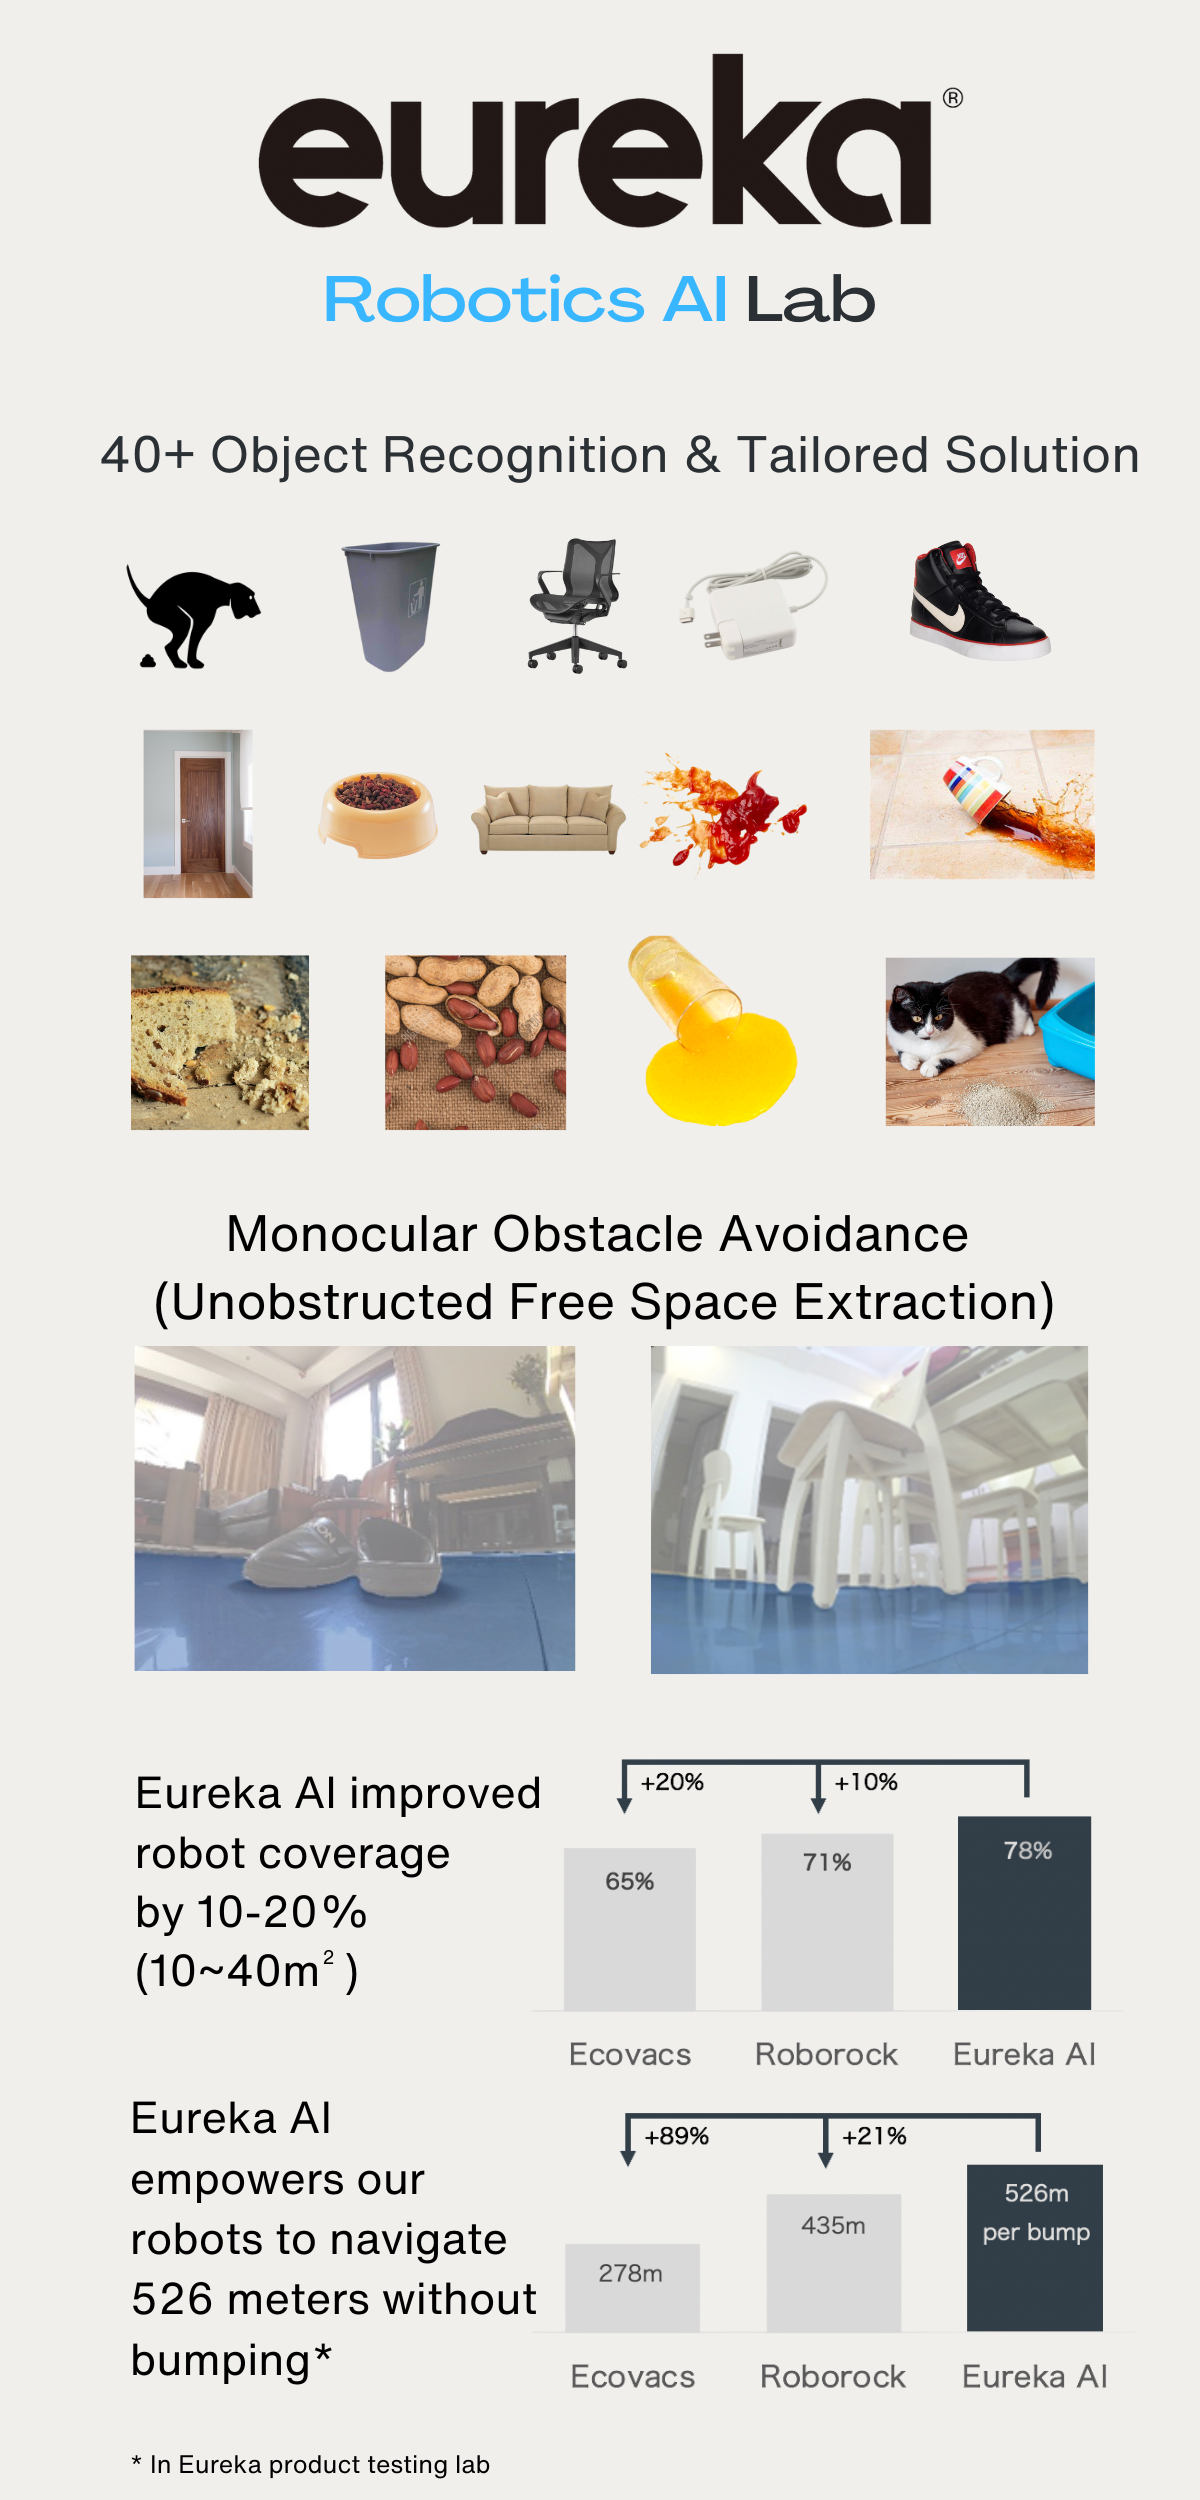 eureka®
Robotics AI Lab
40+ Object Recognition & Tailored Solution
Monocular Obstacle Avoidance
(Unobstructed Free Space Extraction)
Eureka AI improved
robot coverage
by 10-20%
(10~40m² )
+20%
+10%
65%
71%
78%
Ecovacs
Roborock
Eureka AI
Eureka AI
empowers our
robots to navigate
526 meters without
bumping*
+89%
+21%
278m
435m
526m
per bump
Ecovacs
Roborock
Eureka AI
* In Eureka product testing lab